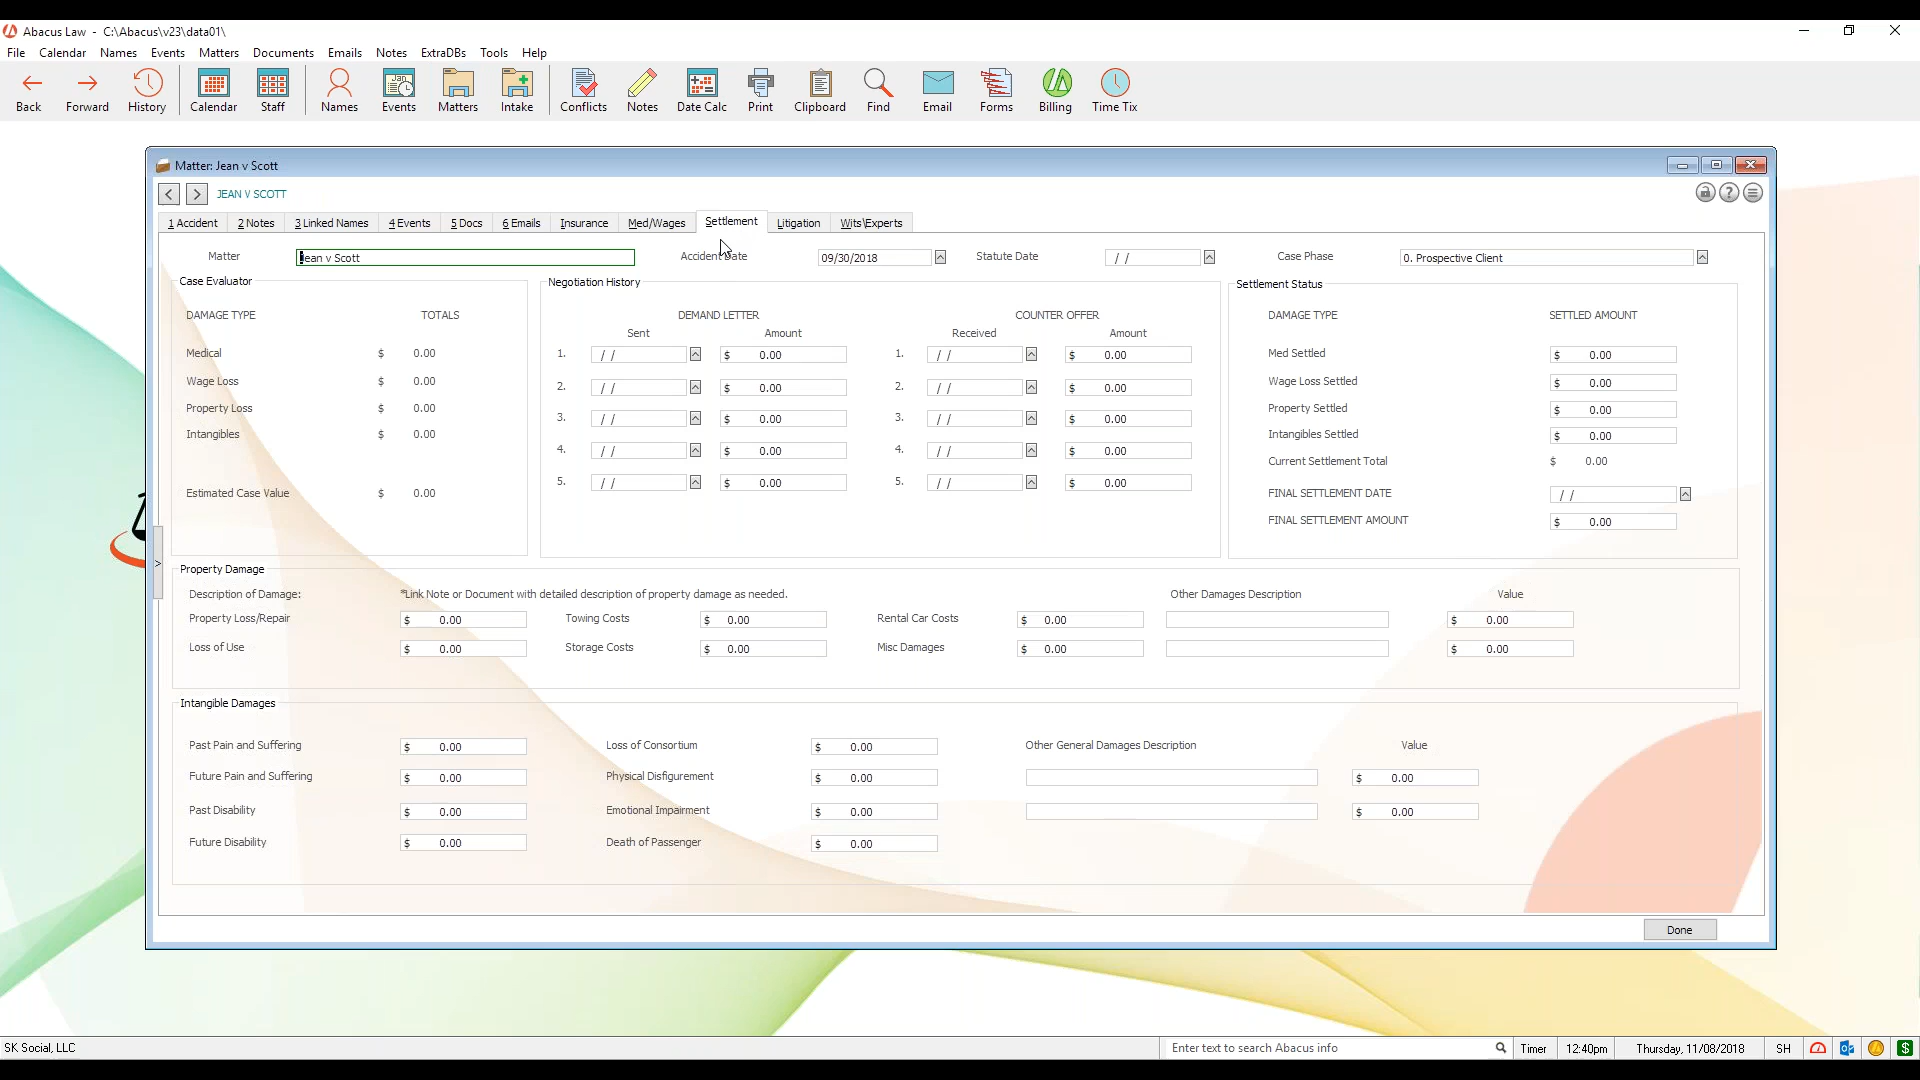 Abacus Law - C:\Abacus\v23\data01\
File Calendar Names Events Matters Documents Emails Notes ExtraDBs Tools Help
Back Forward History Calendar Staff Names Events Matters Intake Conflicts Notes Date Calc Print Clipboard Find Email Forms Billing Time Tix
Matter: Jean v Scott
< > JEAN V SCOTT
1 Accident 2 Notes 3 Linked Names 4 Events 5 Docs 6 Emails Insurance Med/Wages Settlement Litigation Wits\Experts
Matter Jean v Scott Accident Date 09/30/2018 Statute Date / / Case Phase 0. Prospective Client
Case Evaluator Negotiation History Settlement Status
DAMAGE TYPE TOTALS DEMAND LETTER COUNTER OFFER DAMAGE TYPE SETTLED AMOUNT
Sent Amount Received Amount
Medical $ 0.00 1. / / $ 0.00 1. / / $ 0.00 Med Settled $ 0.00
Wage Loss $ 0.00 2. / / $ 0.00 2. / / $ 0.00 Wage Loss Settled $ 0.00
Property Loss $ 0.00 3. / / $ 0.00 3. / / $ 0.00 Property Settled $ 0.00
Intangibles $ 0.00 4. / / $ 0.00 4. / / $ 0.00 Intangibles Settled $ 0.00
Current Settlement Total $ 0.00
5. / / $ 0.00 5. / / $ 0.00
Estimated Case Value $ 0.00 FINAL SETTLEMENT DATE / /
FINAL SETTLEMENT AMOUNT $ 0.00
Property Damage
Description of Damage: *Link Note or Document with detailed description of property damage as needed. Other Damages Description Value
Property Loss/Repair $ 0.00 Towing Costs $ 0.00 Rental Car Costs $ 0.00 $ 0.00
Loss of Use $ 0.00 Storage Costs $ 0.00 Misc Damages $ 0.00 $ 0.00
Intangible Damages
Past Pain and Suffering $ 0.00 Loss of Consortium $ 0.00 Other General Damages Description Value
Future Pain and Suffering $ 0.00 Physical Disfigurement $ 0.00 $ 0.00
Past Disability $ 0.00 Emotional Impairment $ 0.00 $ 0.00
Future Disability $ 0.00 Death of Passenger $ 0.00
Done
SK Social, LLC Enter text to search Abacus info Timer 12:40pm Thursday, 11/08/2018 SH